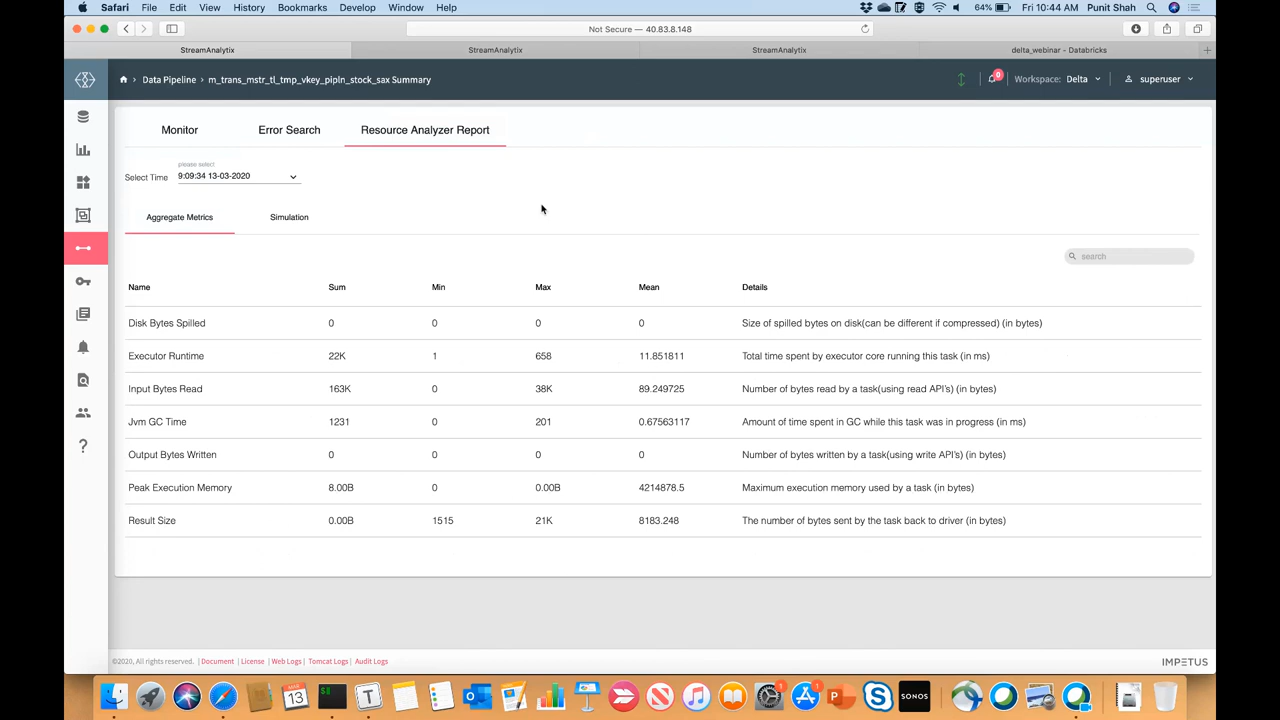 Safari File Edit View History Bookmarks Develop Window Help 64% Fri 10:44 AM Punit Shah
Not Secure — 40.83.8.148
StreamAnalytix StreamAnalytix StreamAnalytix delta_webinar - Databricks
Data Pipeline › m_trans_mstr_tl_tmp_vkey_pipln_stock_sax Summary 0 Workspace: Delta superuser
Monitor Error Search Resource Analyzer Report
please select
Select Time 9:09:34 13-03-2020
Aggregate Metrics Simulation
search
Name Sum Min Max Mean Details
Disk Bytes Spilled 0 0 0 0 Size of spilled bytes on disk(can be different if compressed) (in bytes)
Executor Runtime 22K 1 658 11.851811 Total time spent by executor core running this task (in ms)
Input Bytes Read 163K 0 38K 89.249725 Number of bytes read by a task(using read API's) (in bytes)
Jvm GC Time 1231 0 201 0.67563117 Amount of time spent in GC while this task was in progress (in ms)
Output Bytes Written 0 0 0 0 Number of bytes written by a task(using write API's) (in bytes)
Peak Execution Memory 8.00B 0 0.00B 4214878.5 Maximum execution memory used by a task (in bytes)
Result Size 0.00B 1515 21K 8183.248 The number of bytes sent by the task back to driver (in bytes)
©2020, All rights reserved. | Document | License | Web Logs | Tomcat Logs | Audit Logs IMPETUS
MAR 13 SONOS 1